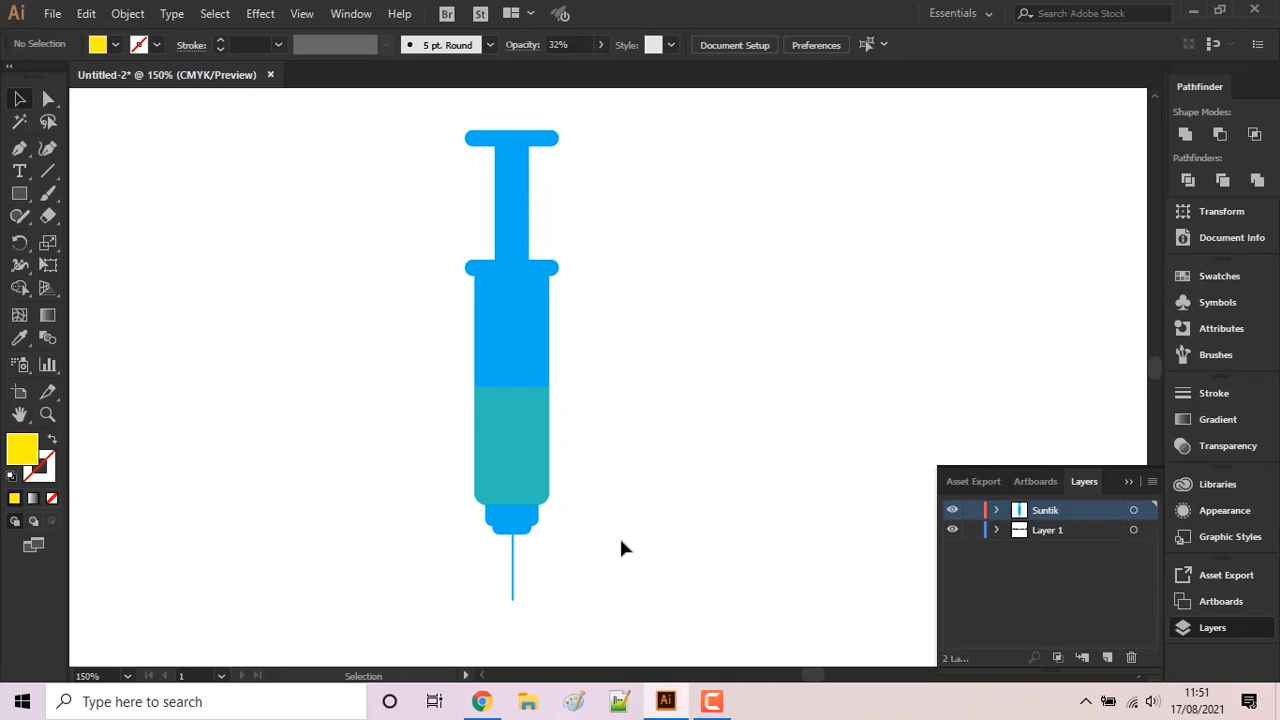 Ai File Edit Object Type Select Effect View Window Help Br St Essentials Search Adobe Stock
No Selection Stroke: 5 pt. Round Opacity: 32% Style: Document Setup Preferences
Untitled-2* @ 150% (CMYK/Preview)
Pathfinder
Shape Modes:
Pathfinders:
Transform
Document Info
Swatches
Symbols
Attributes
Brushes
Stroke
Gradient
Transparency
Libraries
Appearance
Graphic Styles
Asset Export
Artboards
Layers
Asset Export Artboards Layers
Suntik
Layer 1
2 La...
150% 1 Selection
Type here to search
Ai
11:51
17/08/2021